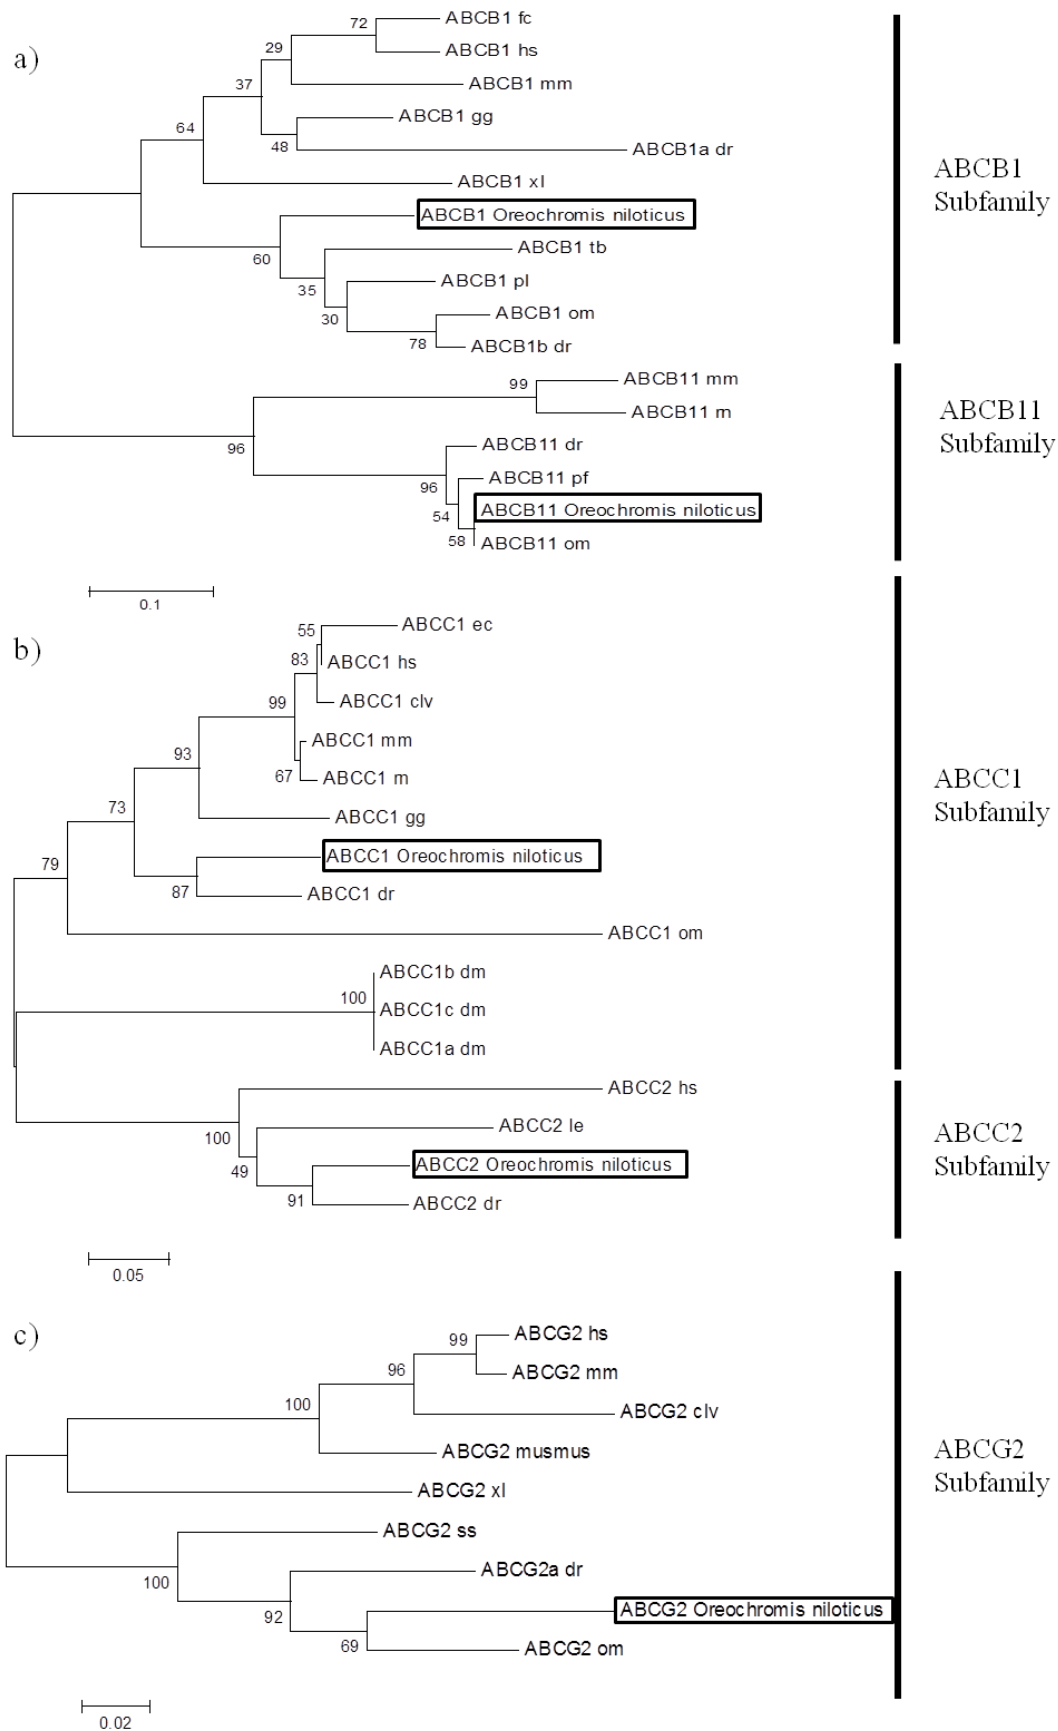 a)
72
ABCB1 fc
ABCB1 hs
29
ABCB1 mm
37
ABCB1 gg
48
ABCB1a dr
64
ABCB1 xl
ABCB1 Oreochromis niloticus
60
ABCB1 tb
35
ABCB1 pl
30
ABCB1 om
78
ABCB1b dr
ABCB1
Subfamily
99
ABCB11 mm
ABCB11 rn
96
ABCB11 dr
96
ABCB11 pf
54
ABCB11 Oreochromis niloticus
58
ABCB11 om
ABCB11
Subfamily
0.1
b)
55
ABCC1 ec
83
ABCC1 hs
99
ABCC1 clv
ABCC1 mm
93
67
ABCC1 rn
73
ABCC1 gg
79
ABCC1 Oreochromis niloticus
87
ABCC1 dr
ABCC1 om
ABCC1b dm
100
ABCC1c dm
ABCC1a dm
ABCC1
Subfamily
ABCC2 hs
100
ABCC2 le
49
ABCC2 Oreochromis niloticus
91
ABCC2 dr
ABCC2
Subfamily
0.05
c)
99
ABCG2 hs
96
ABCG2 mm
100
ABCG2 clv
ABCG2 musmus
ABCG2 xl
ABCG2 ss
100
ABCG2a dr
92
ABCG2 Oreochromis niloticus
69
ABCG2 om
ABCG2
Subfamily
0.02